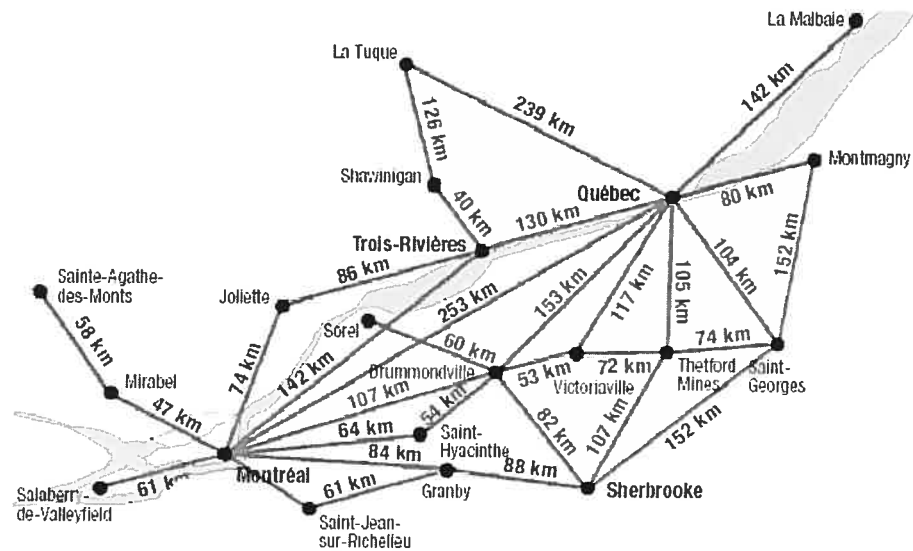 La Malbaie
La Tuque
142 km
239 km
126 km
Montmagny
Shawinigan
Québec
80 km
40 km
130 km
Trois-Rivières
152 km
104 km
86 km
Sainte-Agathe-
des-Monts
Joliette
253 km
153 km
117 km
105 km
Sorel
58 km
60 km
74 km
74 km
142 km
Drummondville
53 km
72 km
Victoriaville
Thetford
Mines
Saint-
Georges
Mirabel
107 km
54 km
82 km
107 km
152 km
47 km
64 km
Saint-
Hyacinthe
84 km
88 km
Montréal
61 km
Granby
Sherbrooke
Salaberry-
de-Valleyfield
61 km
Saint-Jean-
sur-Richelieu